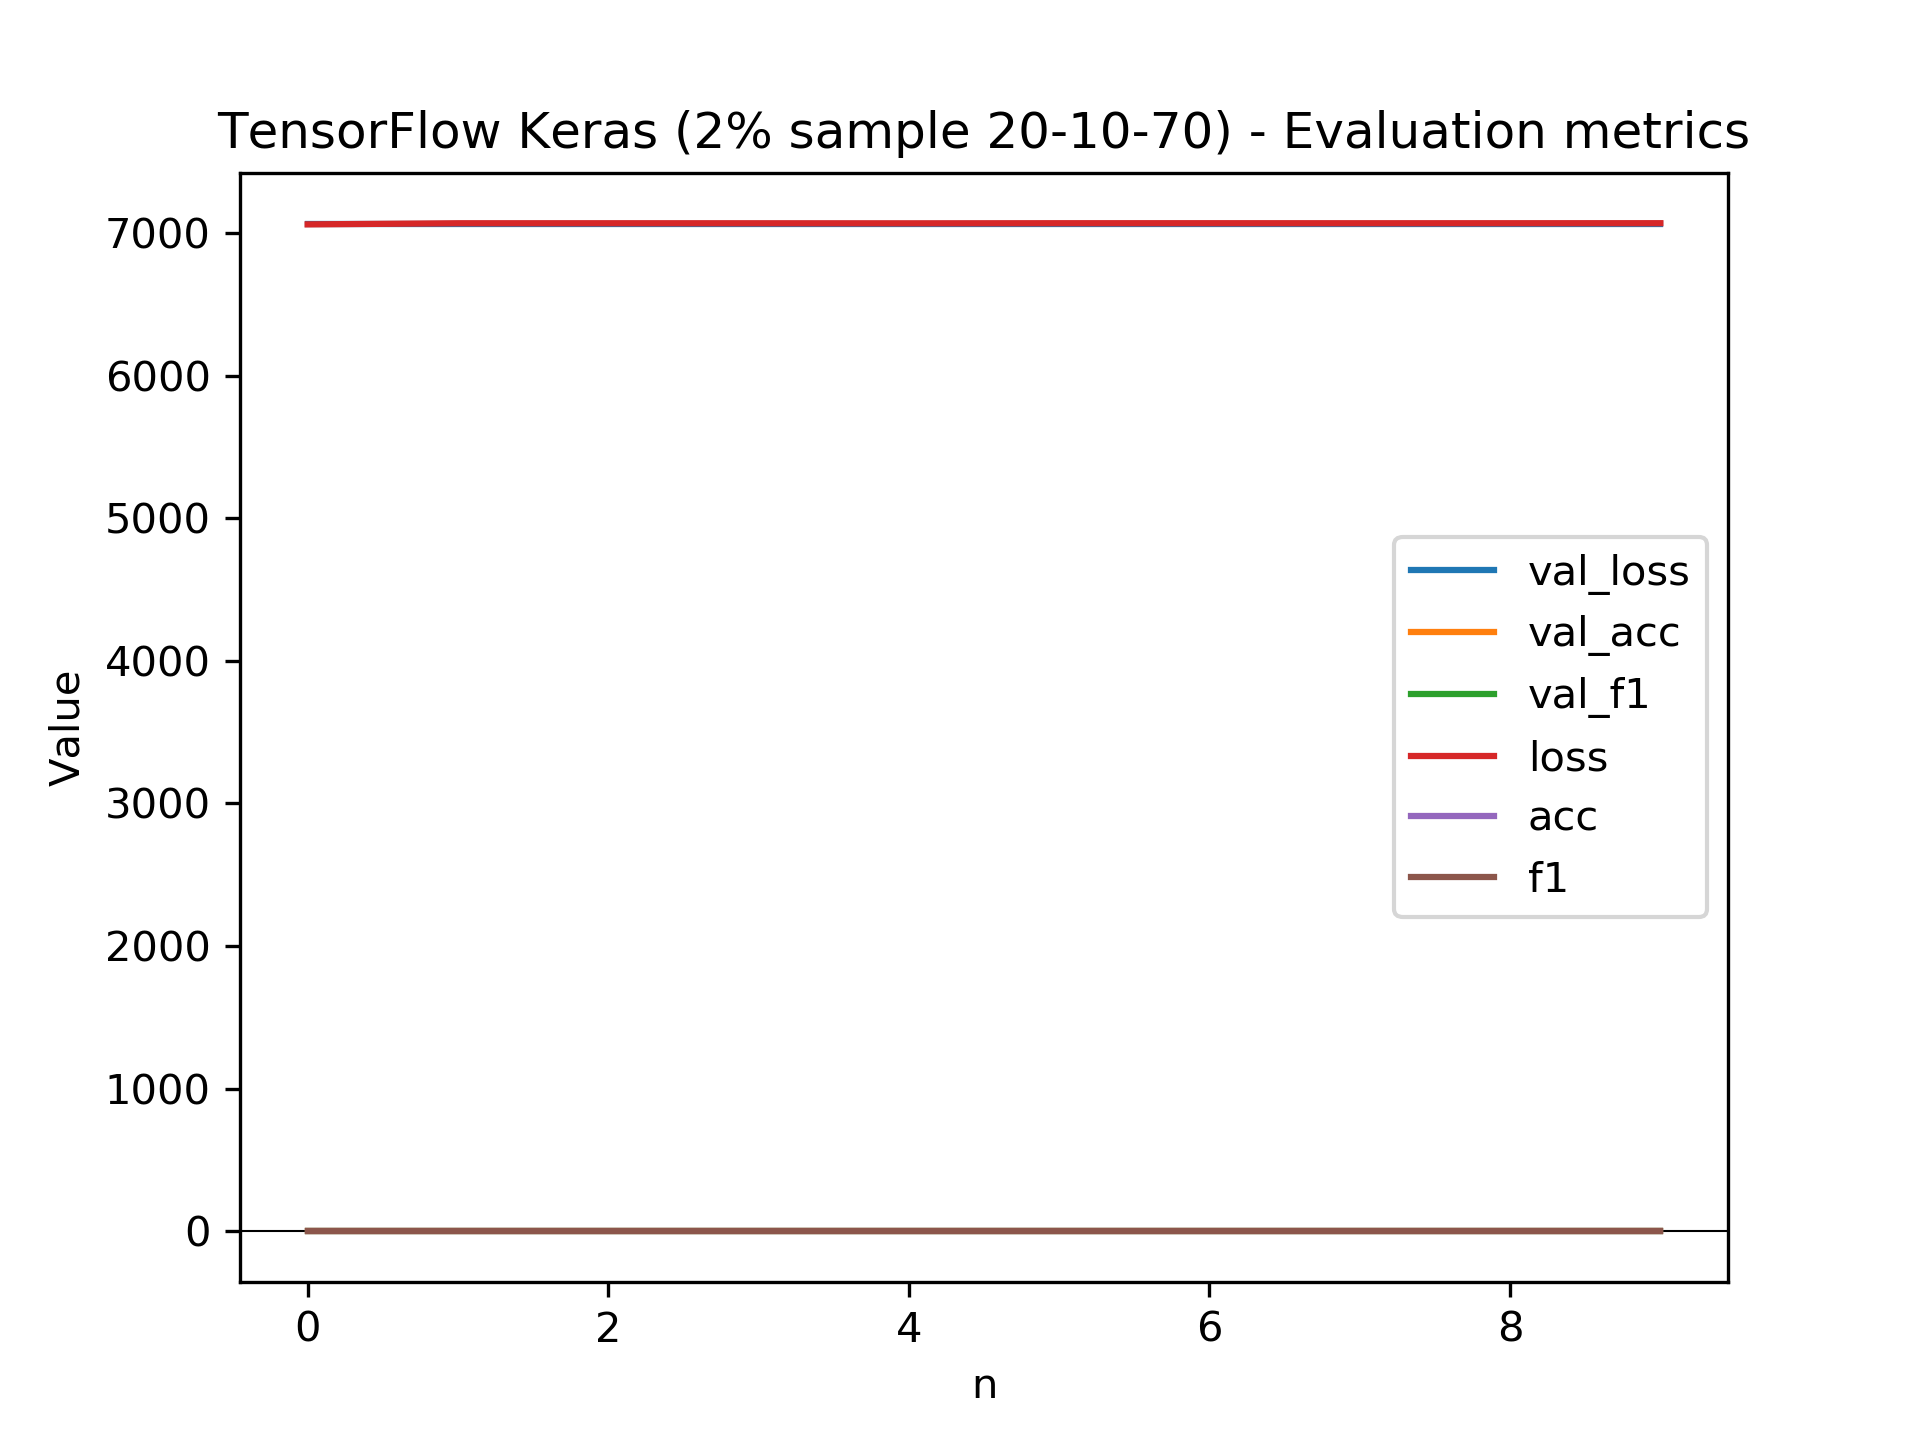 TensorFlow Keras (2% sample 20-10-70) - Evaluation metrics
7000
6000
5000
4000
3000
2000
1000
0
Value
val_loss
val_acc
val_f1
loss
acc
f1
0 2 4 6 8
n